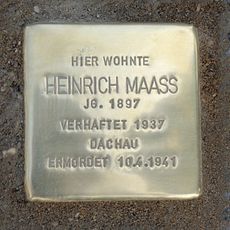 HIER WOHNTE
HEINRICH MAASS
JG. 1897
VERHAFTET 1937
DACHAU
ERMORDET 10.4.1941